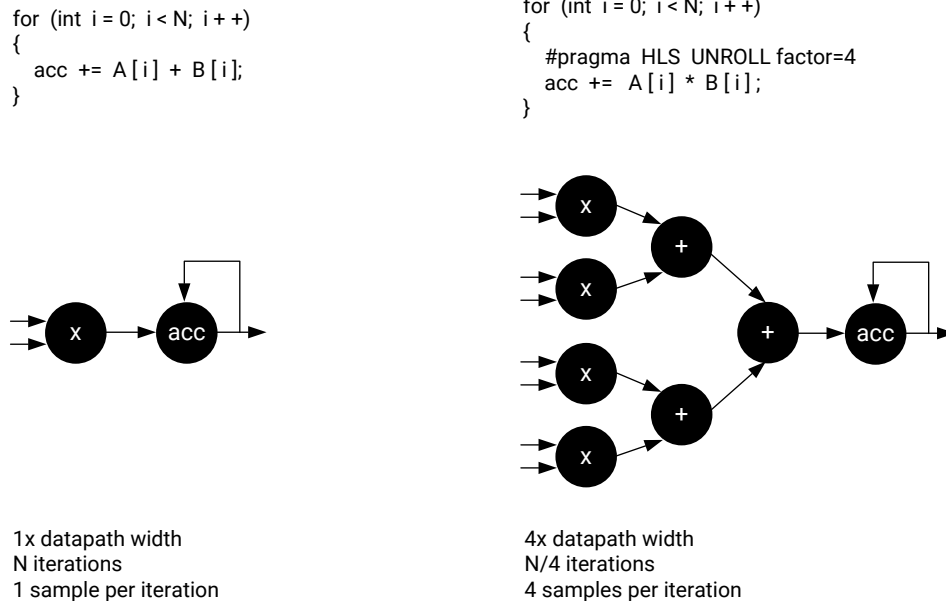 for (int i = 0; i < N; i ++)
{
acc += A [ i ] + B [ i ];
}
x
acc
1x datapath width
N iterations
1 sample per iteration
for (int i = 0; i < N; i ++)
{
#pragma HLS UNROLL factor=4
acc += A [ i ] * B [ i ];
}
x
x
+
x
x
+
+
acc
4x datapath width
N/4 iterations
4 samples per iteration